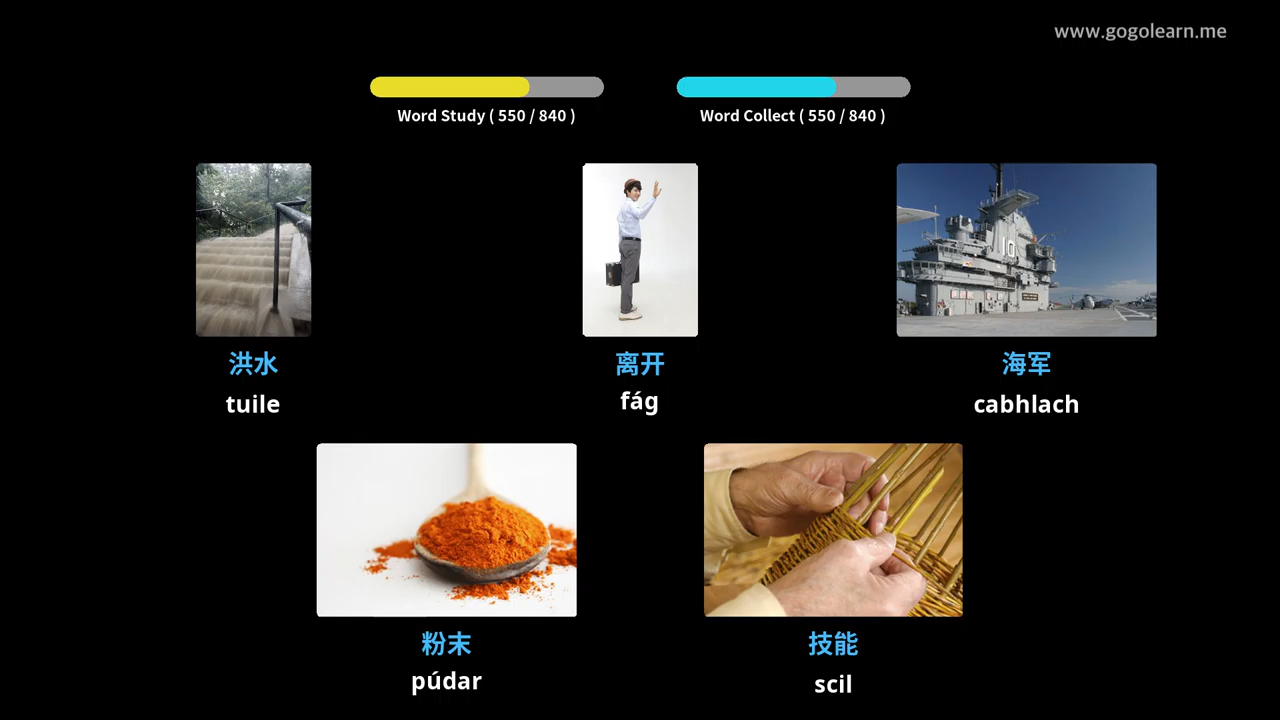 www.gogolearn.me
Word Study ( 550 / 840 )
Word Collect ( 550 / 840 )
洪水
离开
海军
tuile
fág
cabhlach
粉末
技能
púdar
scil
10